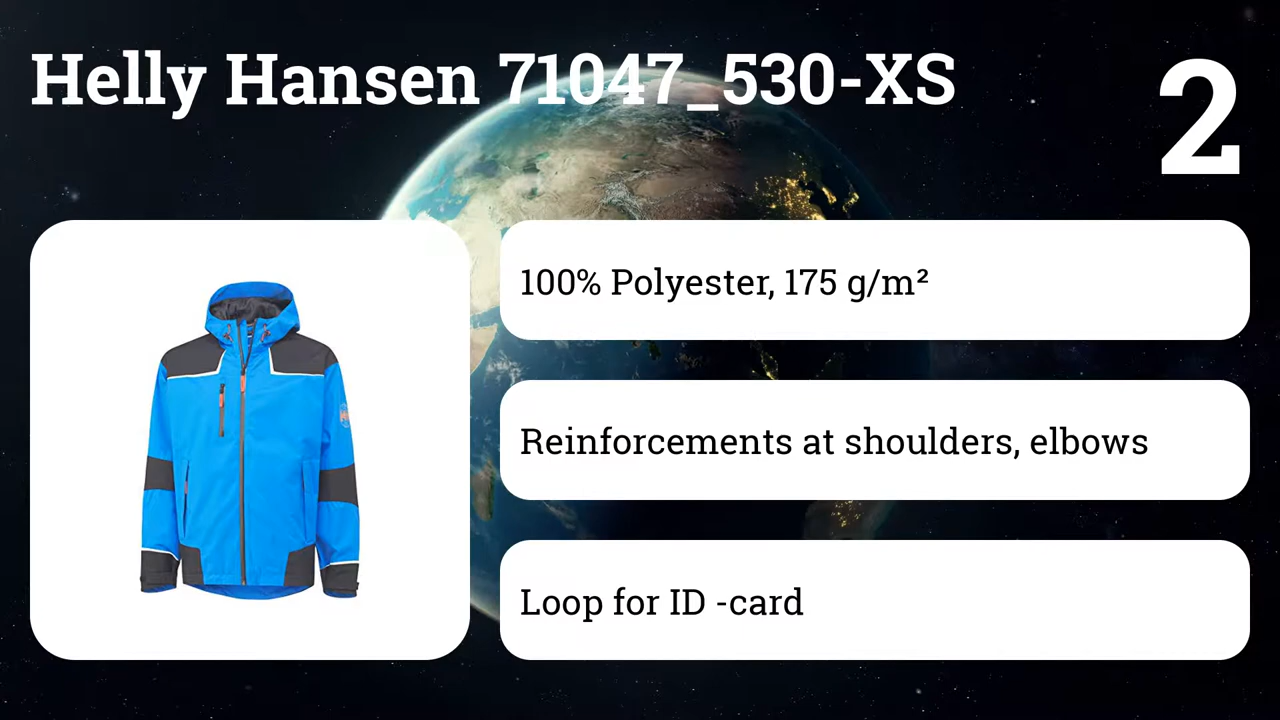 Helly Hansen 71047_530-XS
2
100% Polyester, 175 g/m²
Reinforcements at shoulders, elbows
Loop for ID -card